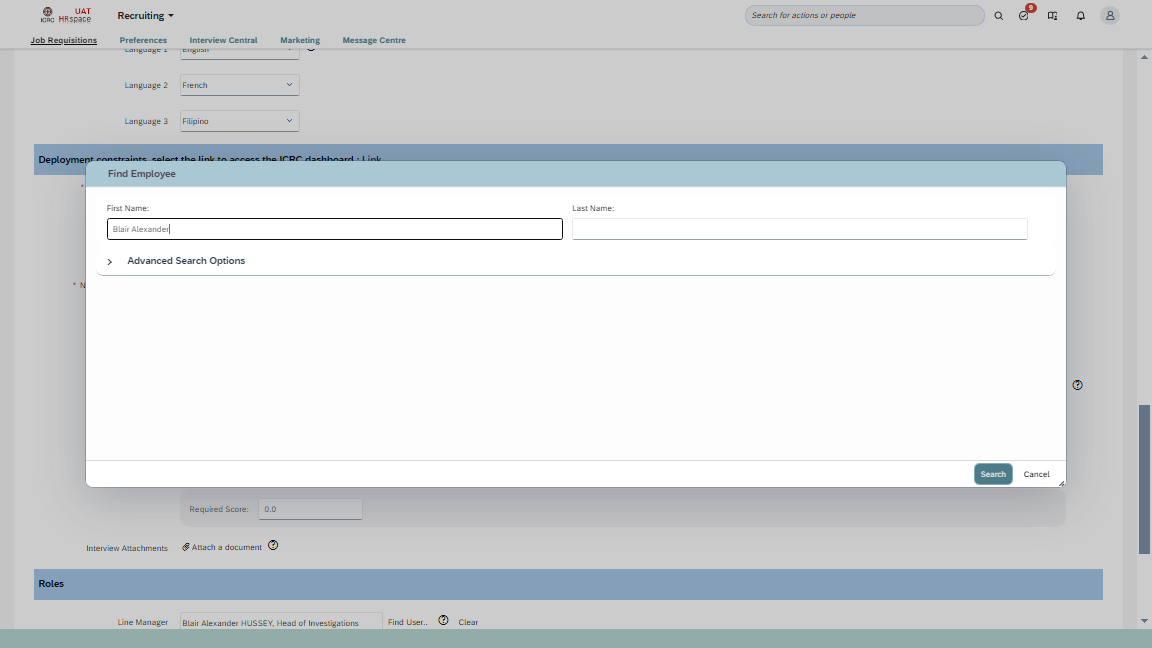 ICRC
UAT
HRspace
Recruiting
Search for actions or people
9
Job Requisitions
Preferences
Interview Central
Marketing
Message Centre
Language 1
English
Language 2
French
Language 3
Filipino
Deployment constraints, select the link to access the ICRC dashboard : Link
*
Find Employee
First Name:
Last Name:
Blair Alexander
Advanced Search Options
* N
Search
Cancel
Required Score:
0.0
Interview Attachments
Attach a document
Roles
Line Manager
Blair Alexander HUSSEY, Head of Investigations
Find User..
Clear